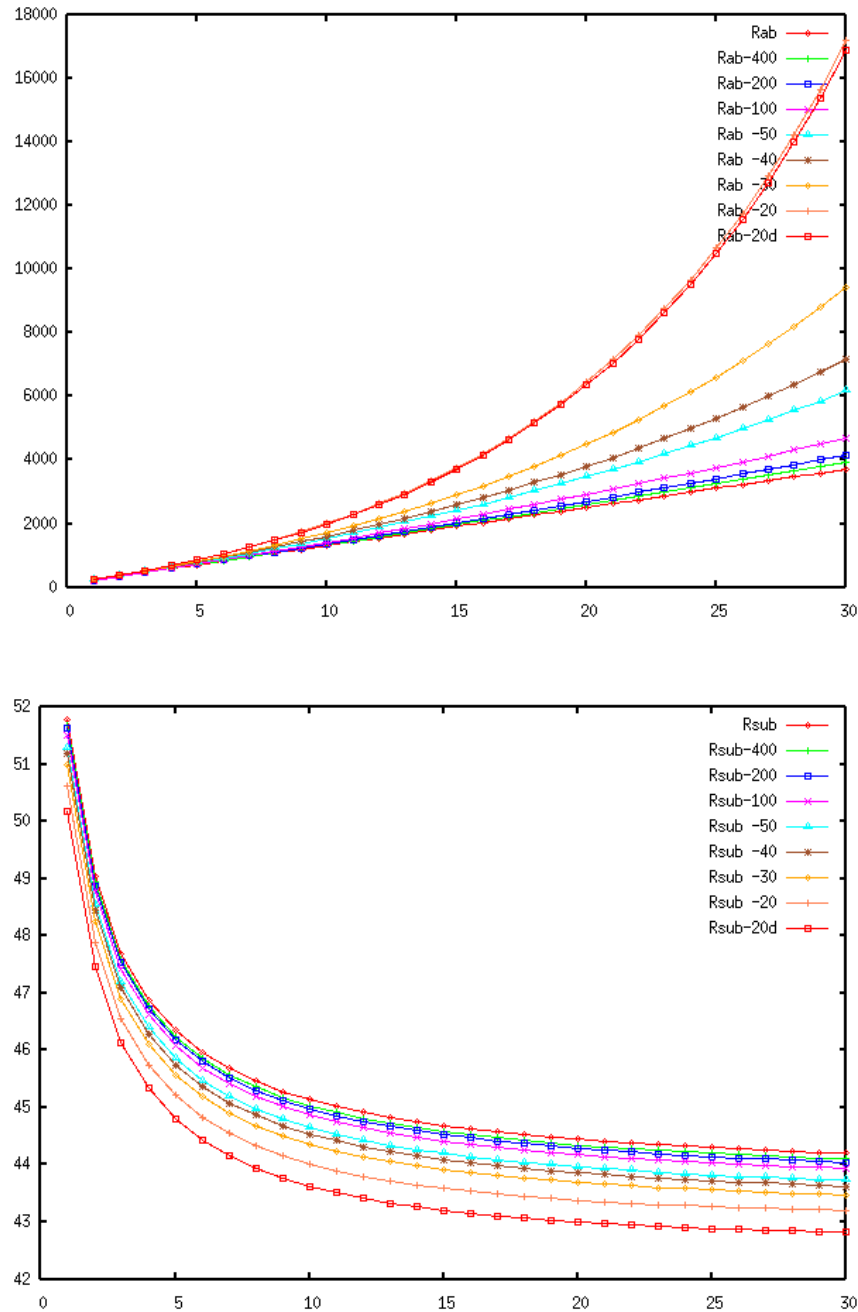 18000
16000
14000
12000
10000
8000
6000
4000
2000
0
Rab
Rab-400
Rab-200
Rab-100
Rab -50
Rab -40
Rab -30
Rab -20
Rab-20d
0 5 10 15 20 25 30
52
51
50
49
48
47
46
45
44
43
42
Rsub
Rsub-400
Rsub-200
Rsub-100
Rsub -50
Rsub -40
Rsub -30
Rsub -20
Rsub-20d
0 5 10 15 20 25 30